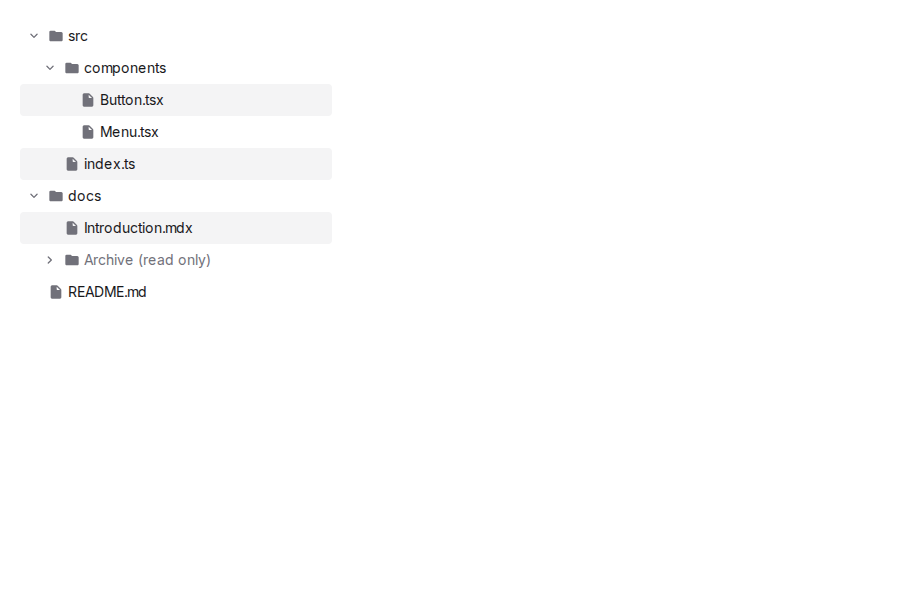 src
components
Button.tsx
Menu.tsx
index.ts
docs
Introduction.mdx
Archive (read only)
README.md